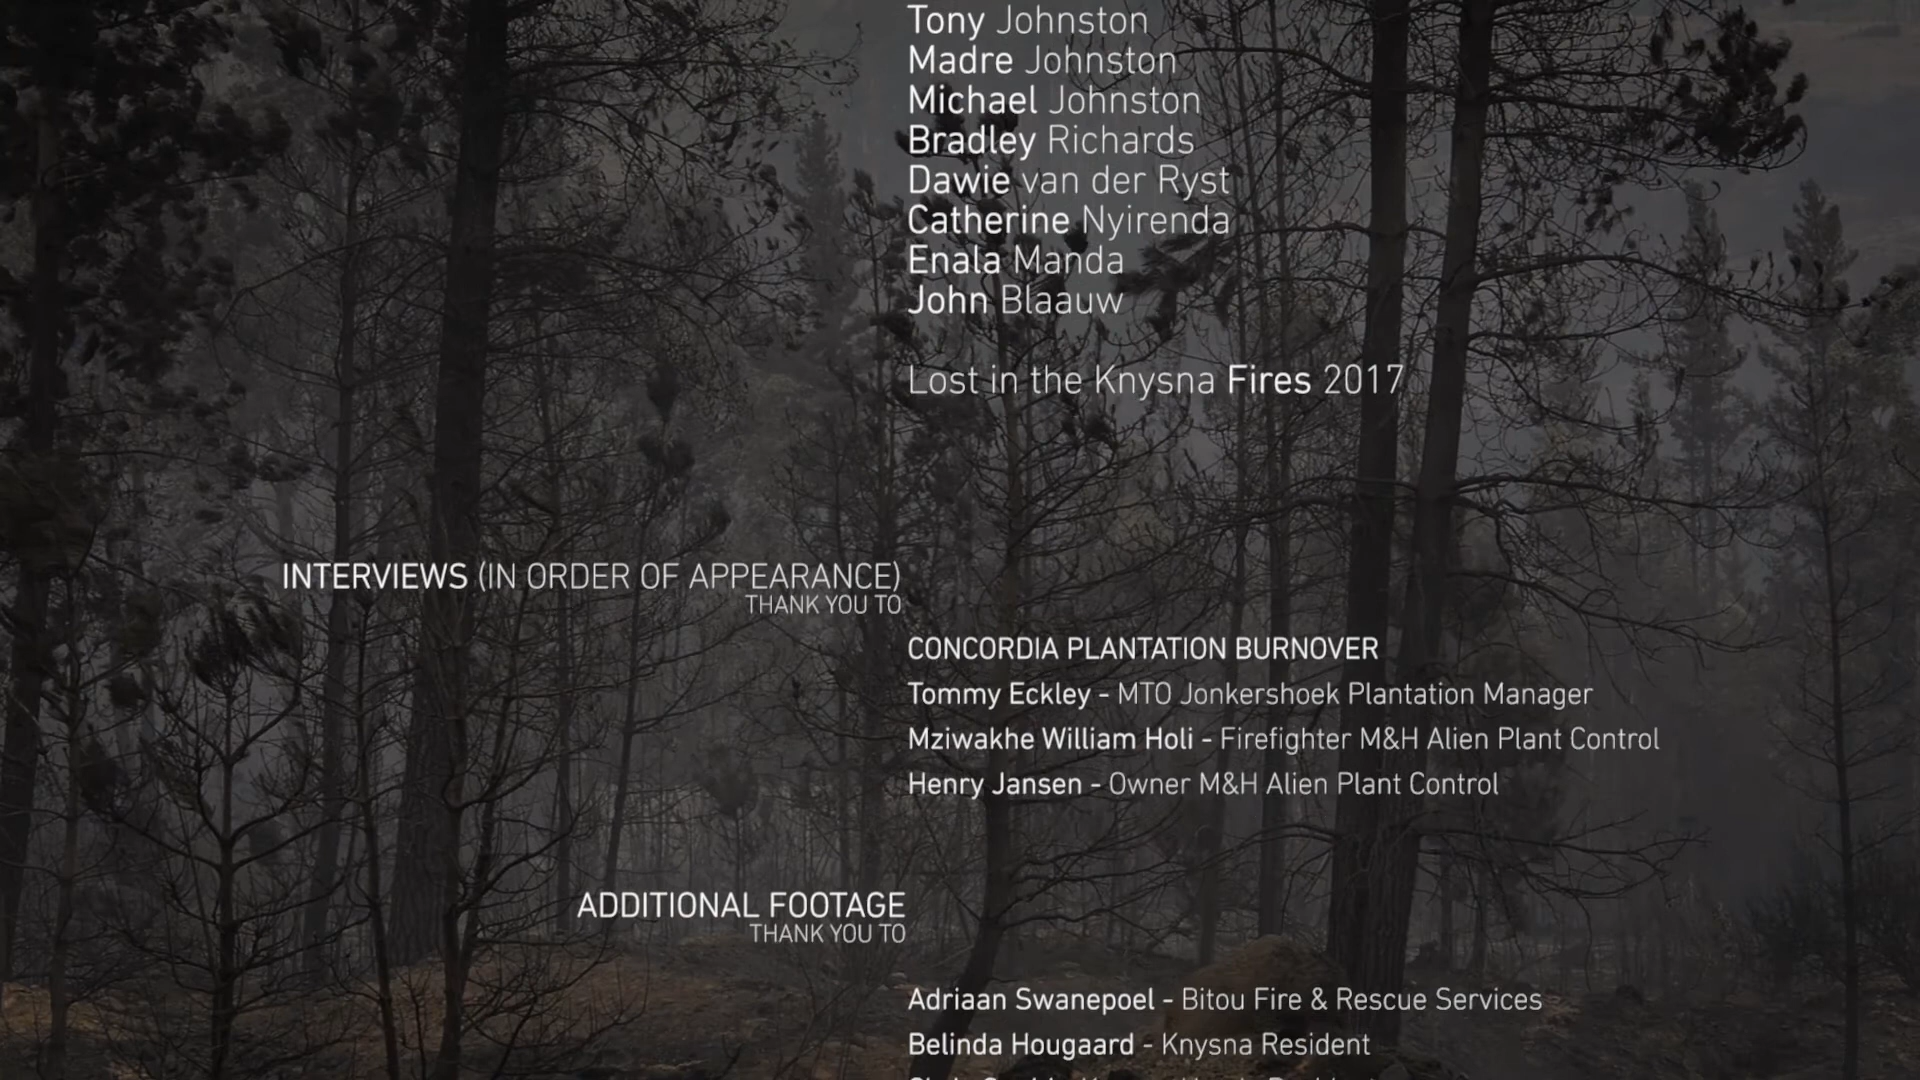 Tony Johnston
Madre Johnston
Michael Johnston
Bradley Richards
Dawie van der Ryst
Catherine Nyirenda
Enala Manda
John Blaauw
Lost in the Knysna Fires 2017
INTERVIEWS (IN ORDER OF APPEARANCE)
THANK YOU TO
CONCORDIA PLANTATION BURNOVER
Tommy Eckley - MTO Jonkershoek Plantation Manager
Mziwakhe William Holi - Firefighter M&H Alien Plant Control
Henry Jansen - Owner M&H Alien Plant Control
ADDITIONAL FOOTAGE
THANK YOU TO
Adriaan Swanepoel - Bitou Fire & Rescue Services
Belinda Hougaard - Knysna Resident